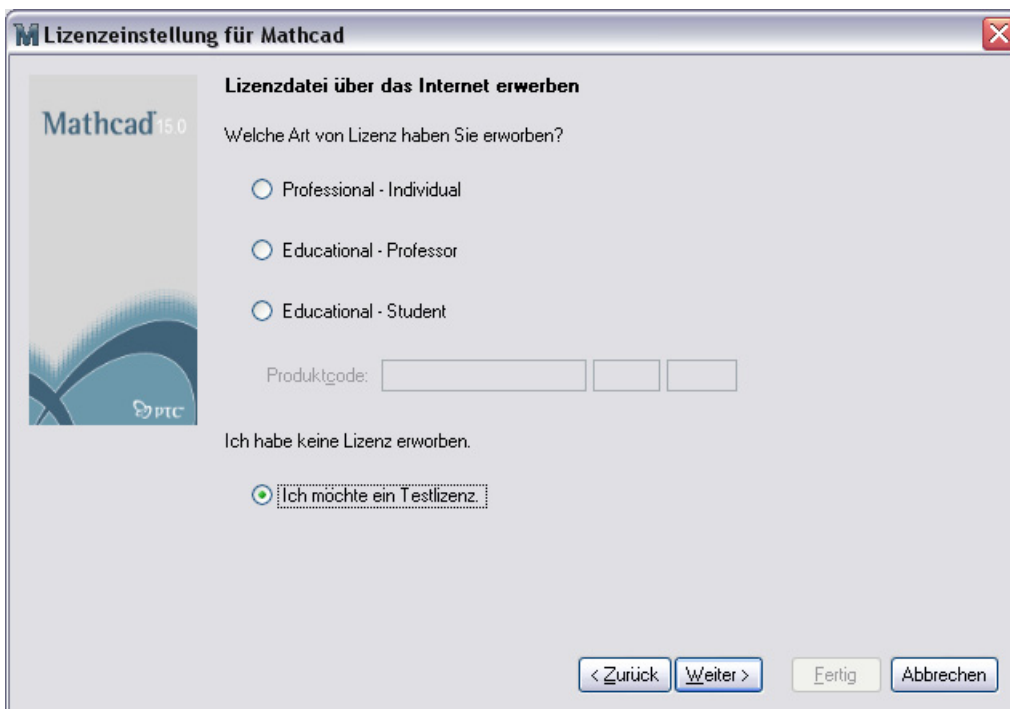 Lizenzeinstellung für Mathcad
Lizenzdatei über das Internet erwerben
Mathcad 15.0
Welche Art von Lizenz haben Sie erworben?
Professional - Individual
Educational - Professor
Educational - Student
Produktcode:
PTC
Ich habe keine Lizenz erworben.
Ich möchte ein Testlizenz.
< Zurück
Weiter >
Fertig
Abbrechen